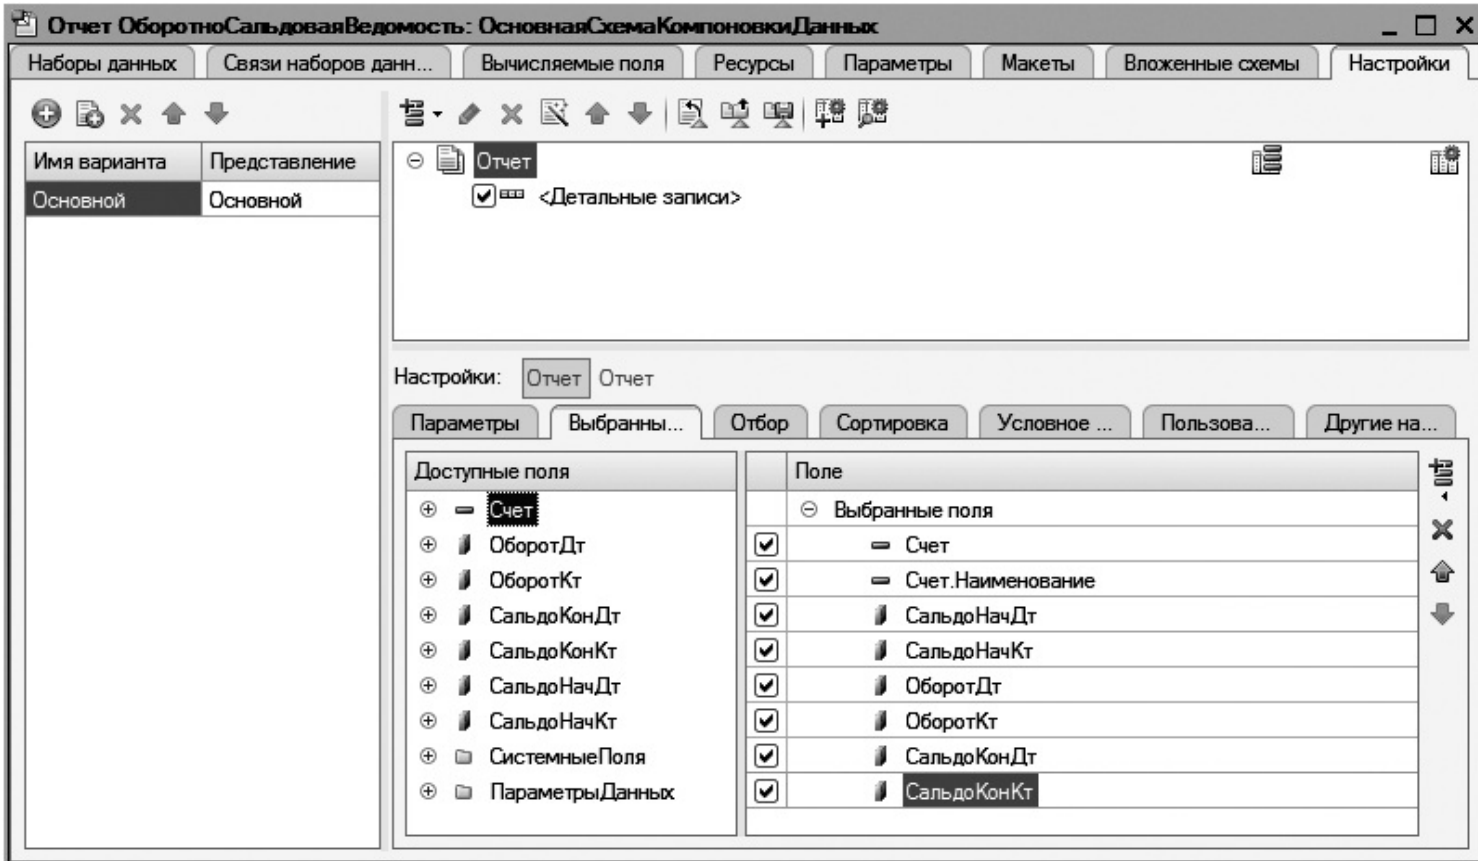 Отчет ОборотноСальдоваяВедомость: ОсновнаяСхемаКомпоновкиДанных
Наборы данных Связи наборов данн... Вычисляемые поля Ресурсы Параметры Макеты Вложенные схемы Настройки
Имя варианта Представление
Основной Основной
Отчет
<Детальные записи>
Настройки: Отчет Отчет
Параметры Выбранны... Отбор Сортировка Условное ... Пользова... Другие на...
Доступные поля Поле
Счет Выбранные поля
ОборотДт Счет
ОборотКт Счет.Наименование
СальдоКонДт СальдоНачДт
СальдоКонКт СальдоНачКт
СальдоНачДт ОборотДт
СальдоНачКт ОборотКт
СистемныеПоля СальдоКонДт
ПараметрыДанных СальдоКонКт